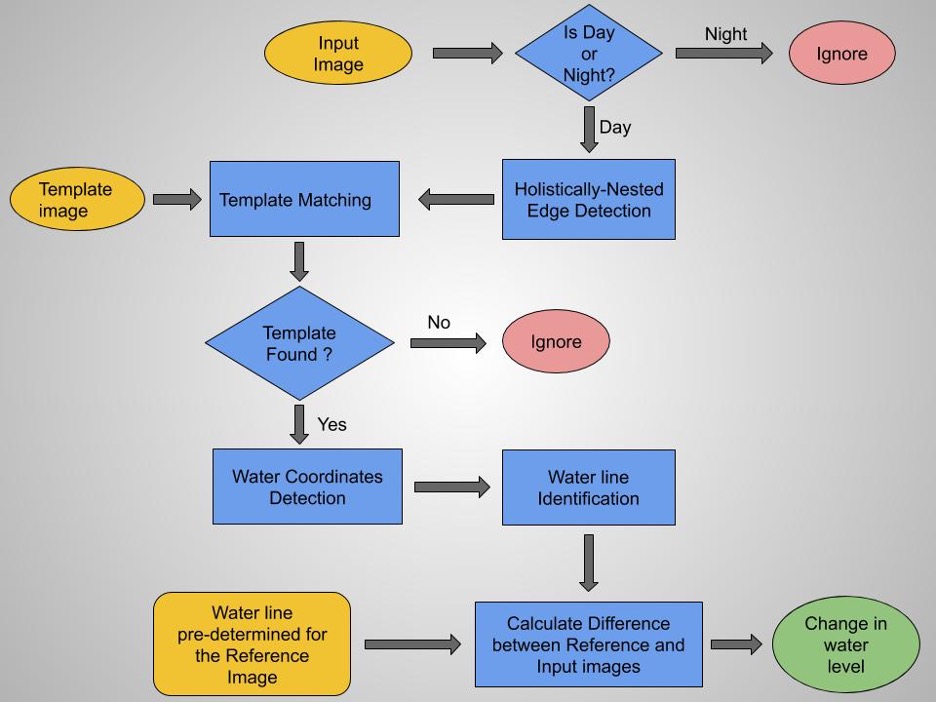 Input
Image
Is Day
or
Night?
Night
Ignore
Day
Template
image
Template Matching
Holistically-Nested
Edge Detection
Template
Found ?
No
Ignore
Yes
Water Coordinates
Detection
Water line
Identification
Water line
pre-determined for
the Reference
Image
Calculate Difference
between Reference and
Input images
Change in
water
level